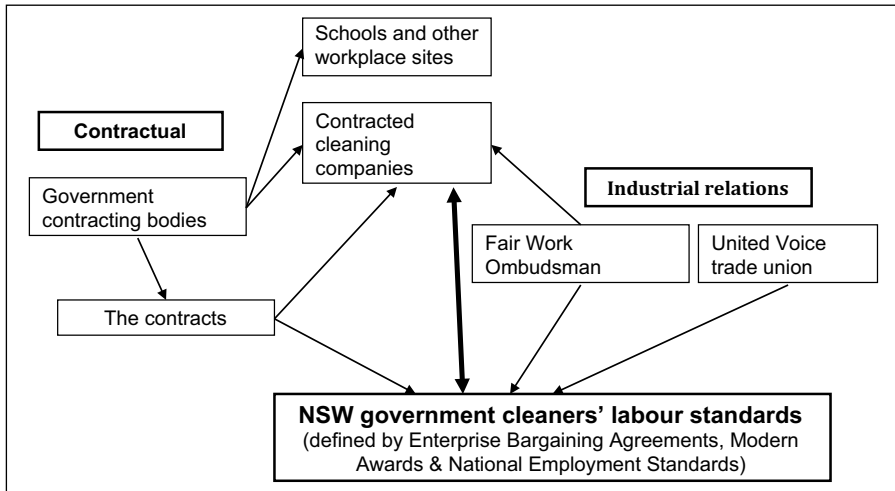 Schools and other
workplace sites
Contractual
Contracted
cleaning
companies
Industrial relations
Government
contracting bodies
Fair Work
Ombudsman
United Voice
trade union
The contracts
NSW government cleaners’ labour standards
(defined by Enterprise Bargaining Agreements, Modern
Awards & National Employment Standards)